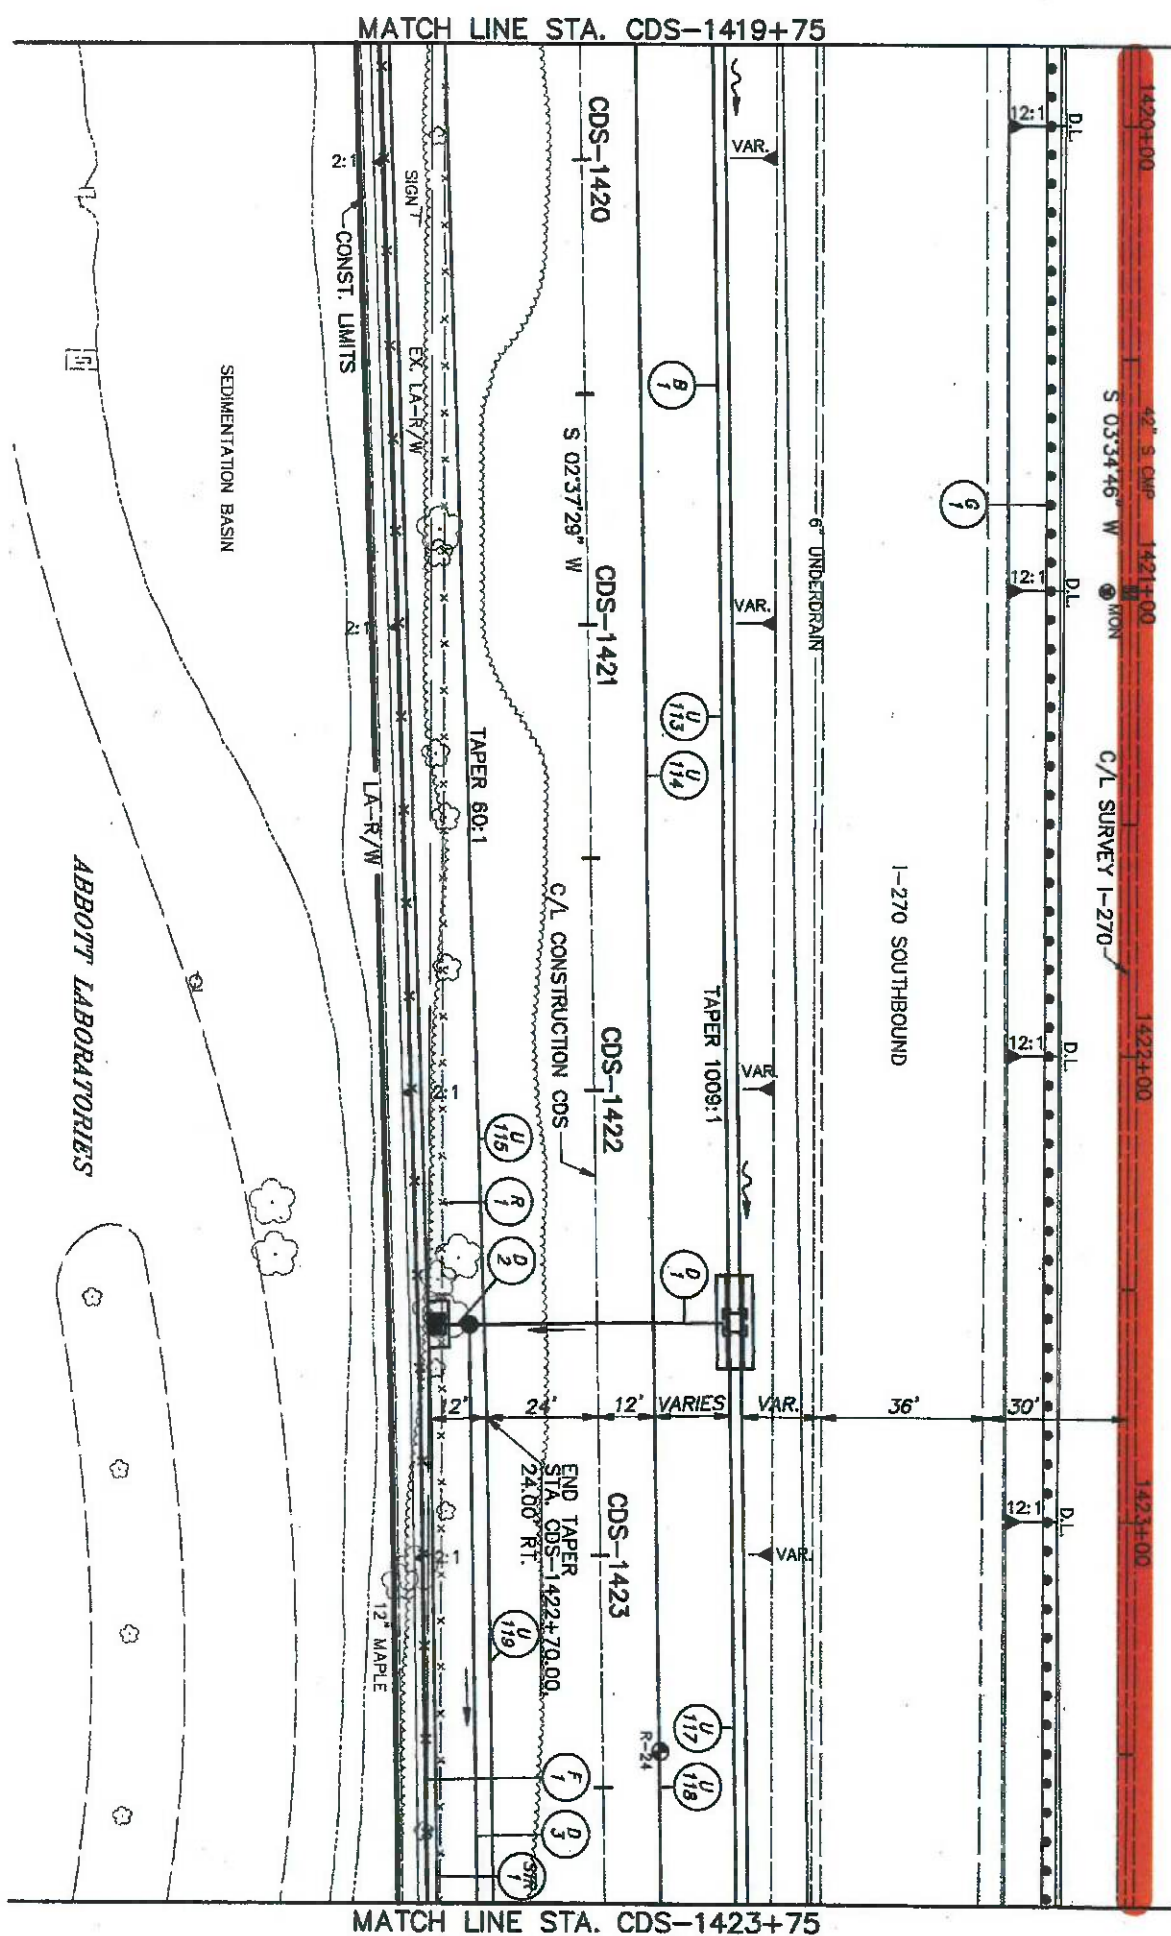 MATCH LINE STA. CDS-1419+75
1420+00
D.L.
12:1
42" S CMP
1421+00
S 03°34'46" W
MON
D.L.
12:1
G
1
C/L SURVEY I-270
1422+00
D.L.
12:1
I-270 SOUTHBOUND
1423+00
D.L.
12:1
VAR.
6" UNDERDRAIN
VAR.
VAR.
VAR.
B
1
U
113
U
114
TAPER 1009:1
D
1
U
117
U
118
R-24
CDS-1420
S 02°37'29" W
CDS-1421
C/L CONSTRUCTION CDS
CDS-1422
CDS-1423
12'
24'
12'
VARIES
VAR.
36'
30'
END TAPER
STA. CDS-1422+70.00,
24.00' RT.
U
115
R
1
D
2
U
119
F
1
D
3
STR
1
TAPER 60:1
SIGN
EX. LA-R/W
2:1
CONST. LIMITS
2:1
LA-R/W
2:1
2:1
12" MAPLE
SEDIMENTATION BASIN
ABBOTT LABORATORIES
MATCH LINE STA. CDS-1423+75